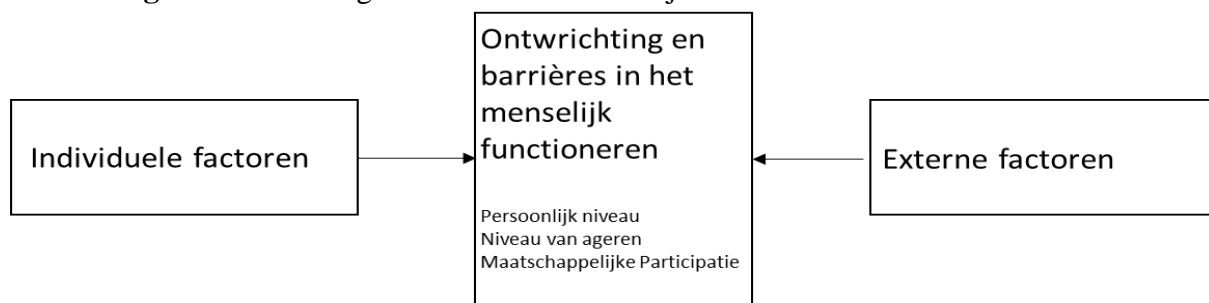 Ontwrichting en
barrières in het
menselijk
functioneren
Individuele factoren
Externe factoren
Persoonlijk niveau
Niveau van ageren
Maatschappelijke Participatie